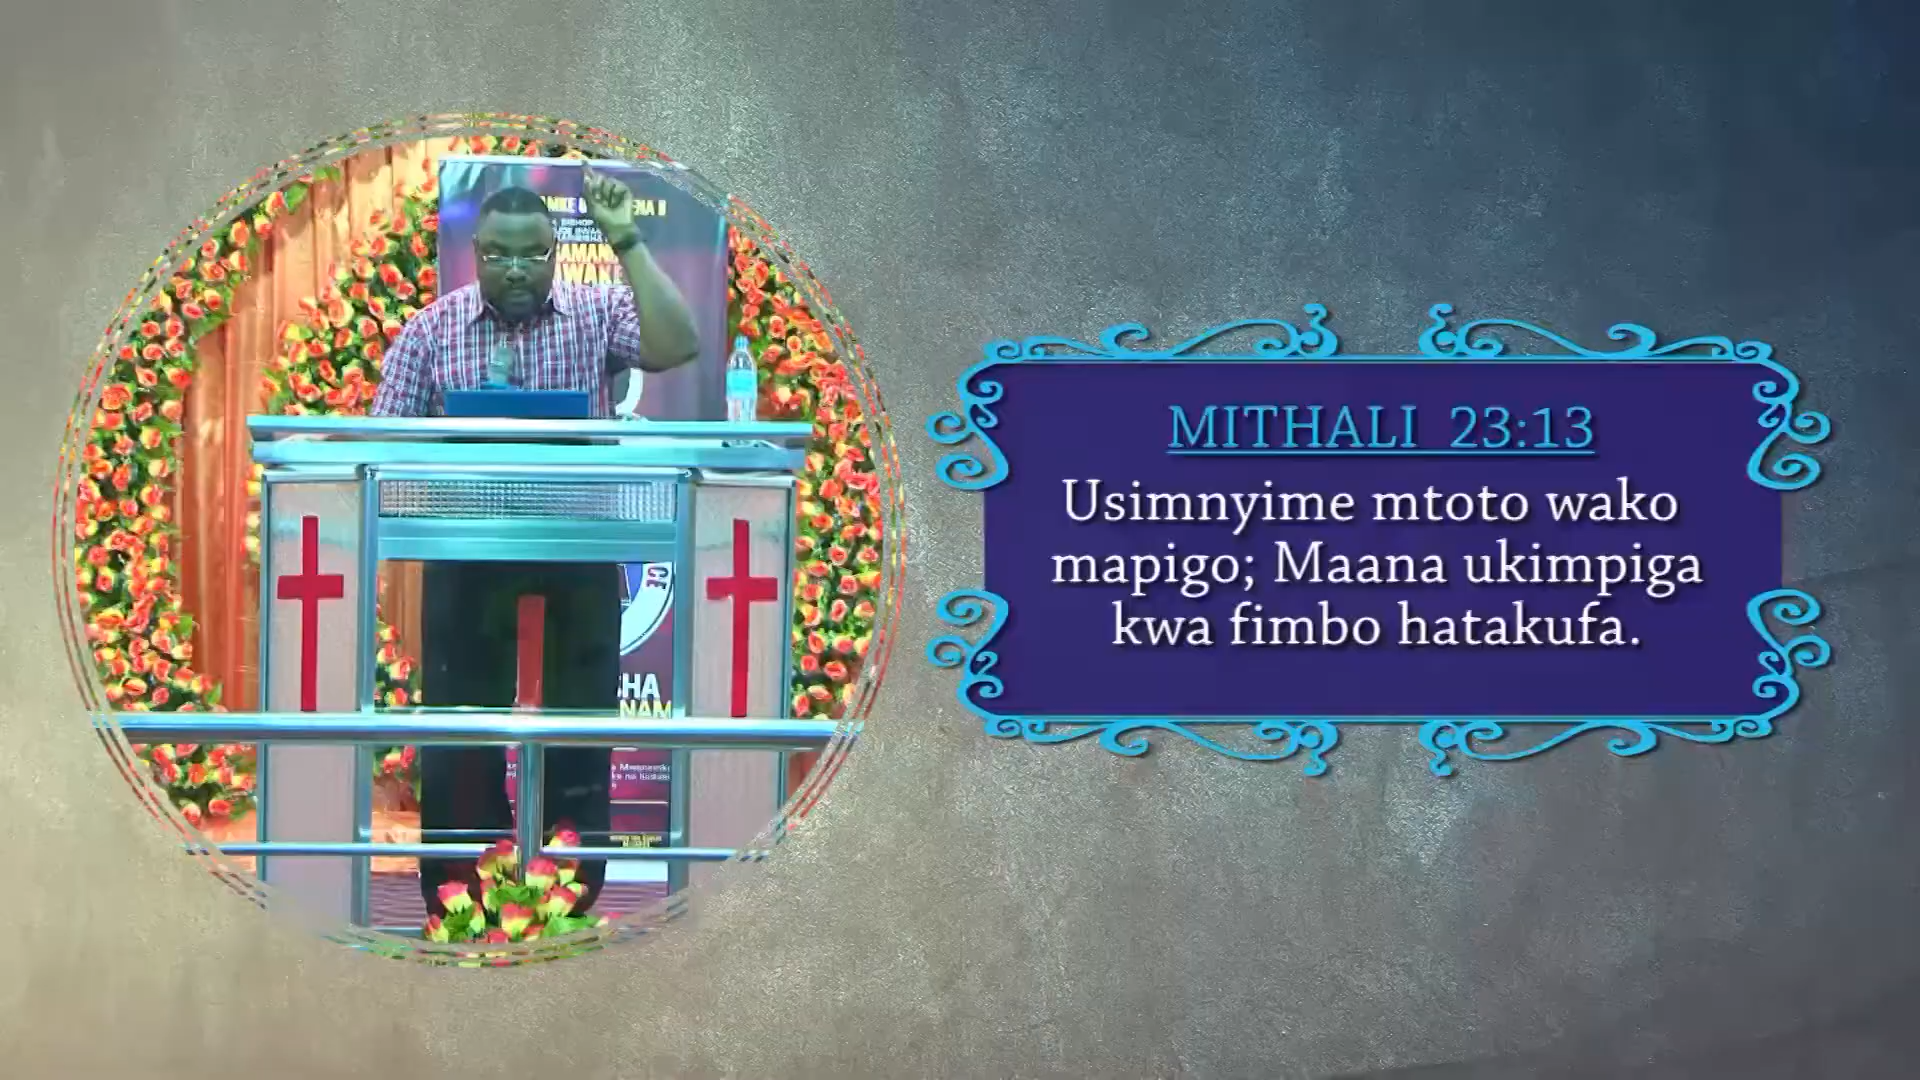 MITHALI 23:13
Usimnyime mtoto wako
mapigo; Maana ukimpiga
kwa fimbo hatakufa.